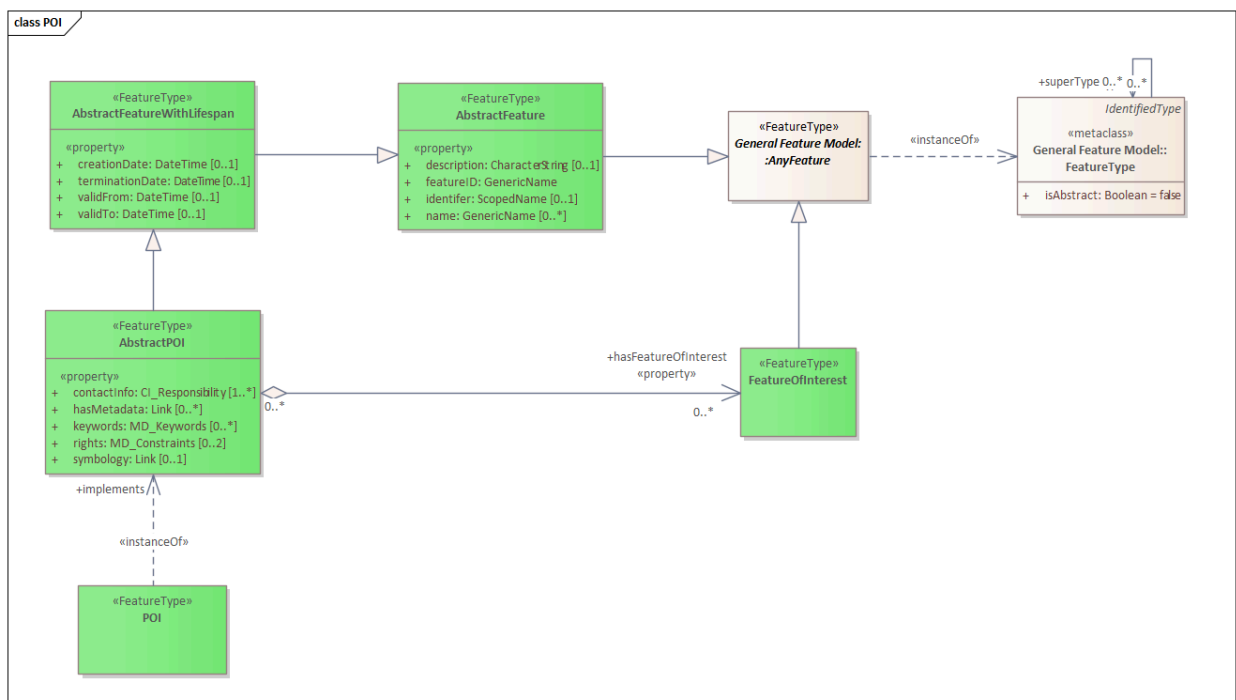 class POI
«FeatureType»
AbstractFeatureWithLifespan
«property»
+ creationDate: DateTime [0..1]
+ terminationDate: DateTime [0..1]
+ validFrom: DateTime [0..1]
+ validTo: DateTime [0..1]
«FeatureType»
AbstractFeature
«property»
+ description: CharacterString [0..1]
+ featureID: GenericName
+ identifer: ScopedName [0..1]
+ name: GenericName [0..*]
«FeatureType»
General Feature Model:
:AnyFeature
«instanceOf»
+superType 0..* 0..*
IdentifiedType
«metaclass»
General Feature Model::
FeatureType
+ isAbstract: Boolean = false
«FeatureType»
AbstractPOI
«property»
+ contactInfo: CI_Responsibility [1..*]
+ hasMetadata: Link [0..*]
+ keywords: MD_Keywords [0..*]
+ rights: MD_Constraints [0..2]
+ symbology: Link [0..1]
0..*
+hasFeatureOfInterest
«property»
0..*
«FeatureType»
FeatureOfInterest
+implements
«instanceOf»
«FeatureType»
POI